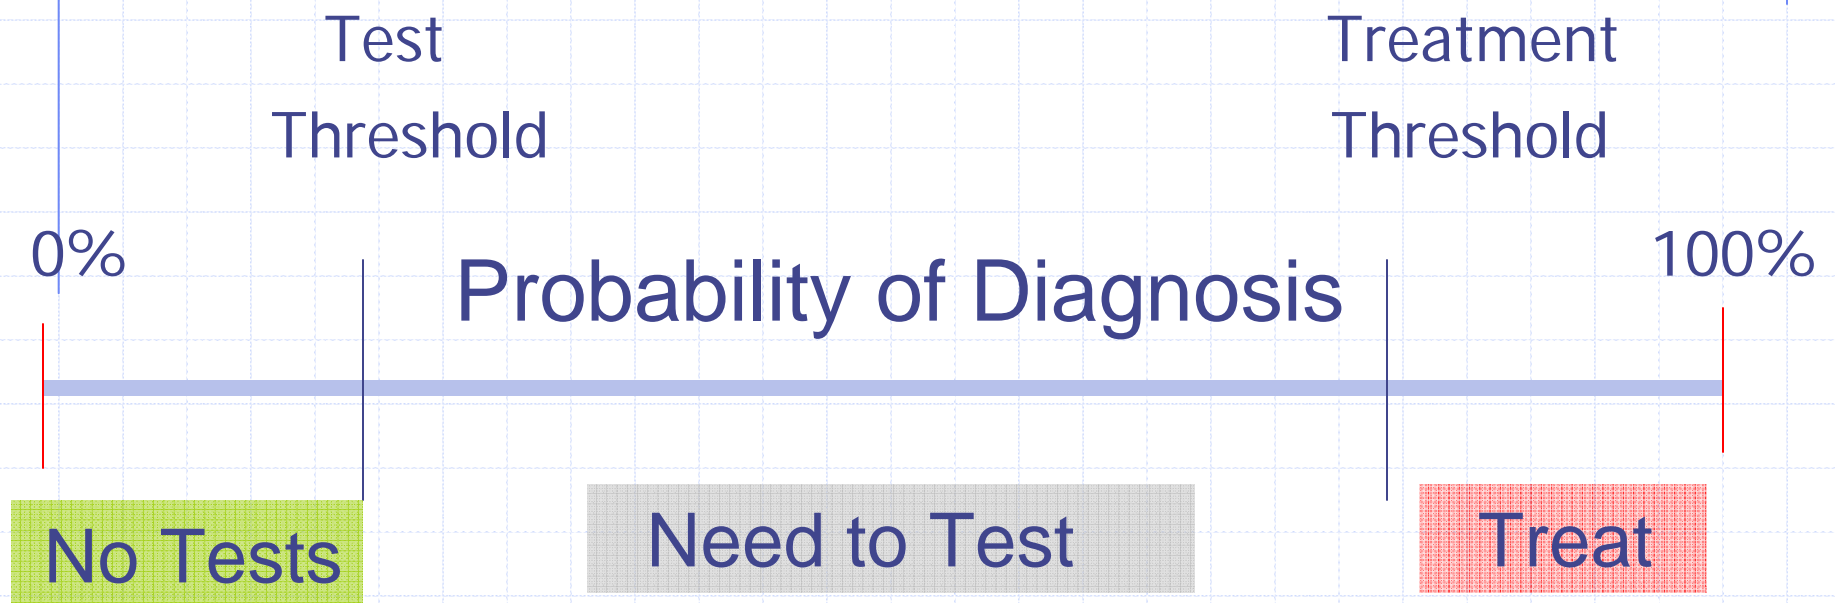 Test
Threshold
Treatment
Threshold
0%
Probability of Diagnosis
100%
No Tests
Need to Test
Treat